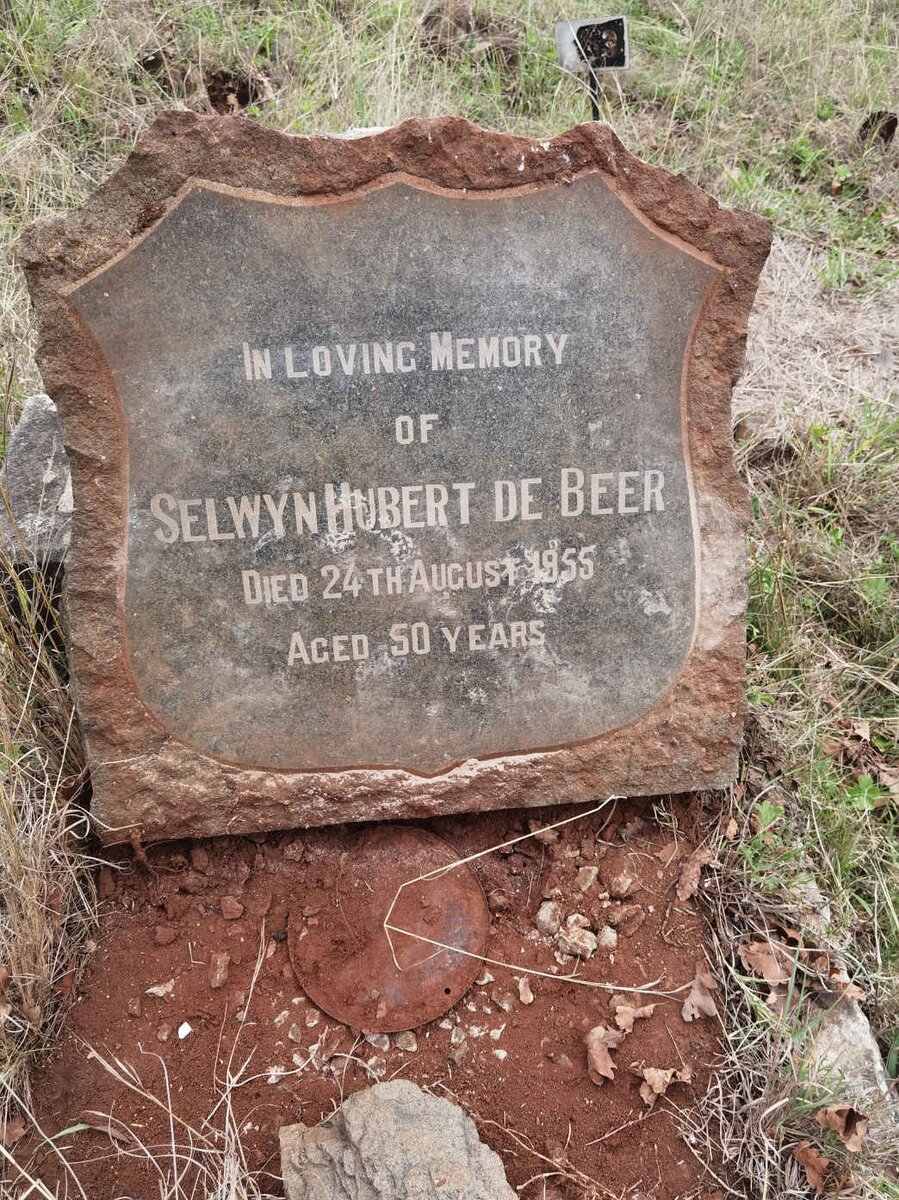 IN LOVING MEMORY
OF
SELWYN HUBERT DE BEER
DIED 24TH AUGUST 1955
AGED 50 YEARS